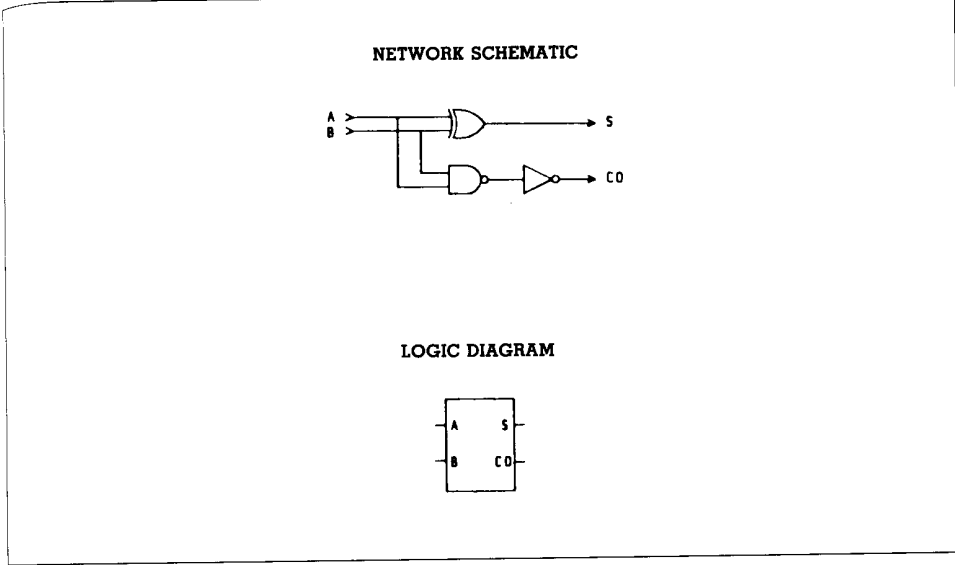 NETWORK SCHEMATIC
A
B
S
CO
LOGIC DIAGRAM
A S
B CO